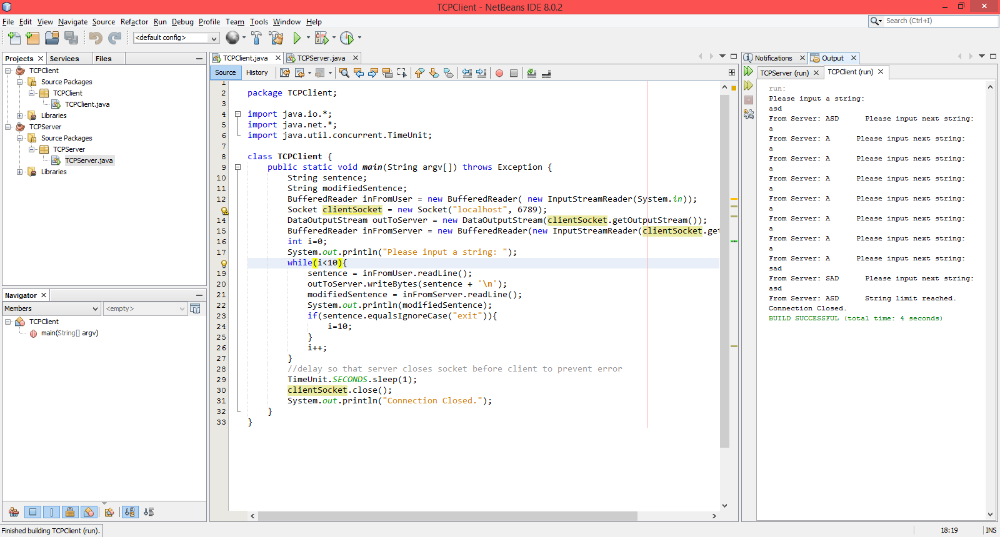 TCPClient - NetBeans IDE 8.0.2
File Edit View Navigate Source Refactor Run Debug Profile Team Tools Window Help
Search (Ctrl+I)
<default config>
Projects Services Files
TCPClient
Source Packages
TCPClient
TCPClient.java
Libraries
TCPServer
Source Packages
TCPServer
TCPServer.java
Libraries
Navigator
Members <empty>
TCPClient
main(String[] argv)
TCPClient.java TCPServer.java
Source History
1
2 package TCPClient;
3
4 import java.io.*;
5 import java.net.*;
6 import java.util.concurrent.TimeUnit;
7
8 class TCPClient {
9 public static void main(String argv[]) throws Exception {
10 String sentence;
11 String modifiedSentence;
12 BufferedReader inFromUser = new BufferedReader( new InputStreamReader(System.in));
Socket clientSocket = new Socket("localhost", 6789);
14 DataOutputStream outToServer = new DataOutputStream(clientSocket.getOutputStream());
15 BufferedReader inFromServer = new BufferedReader(new InputStreamReader(clientSocket.get
16 int i=0;
17 System.out.println("Please input a string: ");
while(i<10){
19 sentence = inFromUser.readLine();
20 outToServer.writeBytes(sentence + '\n');
21 modifiedSentence = inFromServer.readLine();
22 System.out.println(modifiedSentence);
23 if(sentence.equalsIgnoreCase("exit")){
24 i=10;
25 }
26 i++;
27 }
28 //delay so that server closes socket before client to prevent error
29 TimeUnit.SECONDS.sleep(1);
30 clientSocket.close();
31 System.out.println("Connection Closed.");
32 }
33 }
Notifications Output
TCPServer (run) TCPClient (run)
run:
Please input a string:
asd
From Server: ASD Please input next string:
a
From Server: A Please input next string:
a
From Server: A Please input next string:
a
From Server: A Please input next string:
a
From Server: A Please input next string:
a
From Server: A Please input next string:
a
From Server: A Please input next string:
a
From Server: A Please input next string:
sad
From Server: SAD Please input next string:
asd
From Server: ASD String limit reached.
Connection Closed.
BUILD SUCCESSFUL (total time: 4 seconds)
Finished building TCPClient (run).
18:19 INS